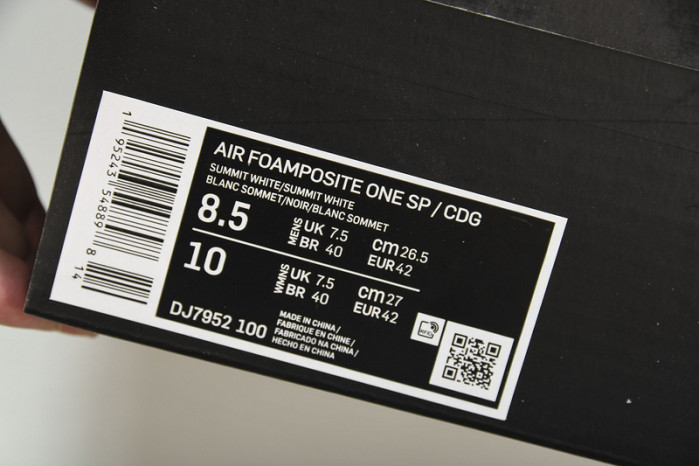 AIR FOAMPOSITE ONE SP / CDG
SUMMIT WHITE/SUMMIT WHITE
BLANC SOMMET/NOIR/BLANC SOMMET
8.5 MENS UK 7.5 cm 26.5
BR 40 EUR 42
10 WMNS UK 7.5 cm 27
BR 40 EUR 42
DJ7952 100
MADE IN CHINA /
FABRIQUE EN CHINE /
FABRICADO NA CHINA /
HECHO EN CHINA
1 95243 54889 8 14
RFID